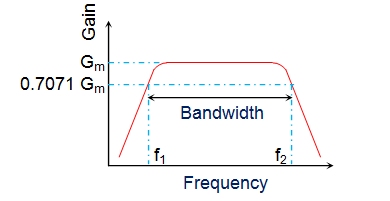 Gain
Gm
0.7071 Gm
Bandwidth
f1
f2
Frequency